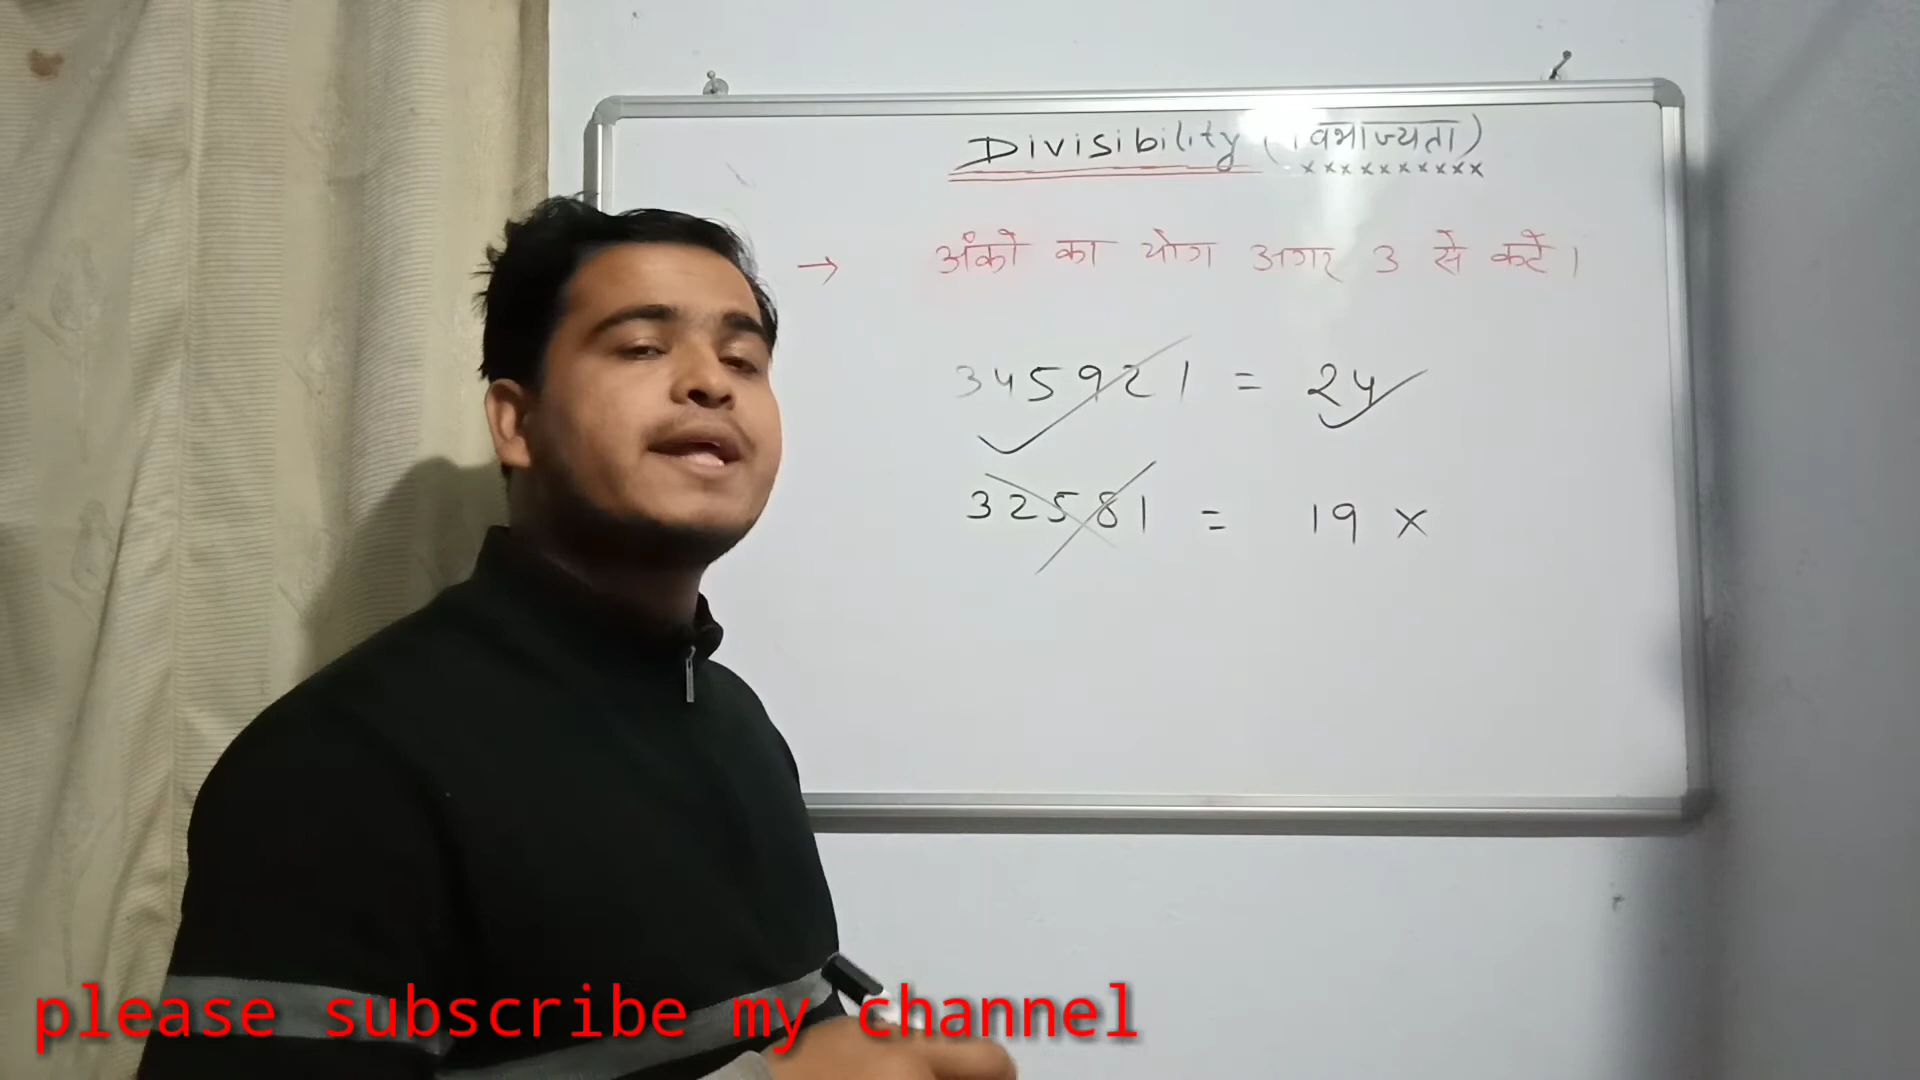 Divisibility (विभाज्यता)
× × × × × × × × × ×
→ अंको का योग अगर 3 से कटें।
345921 = 24
32581 = 19 ×
please subscribe my channel